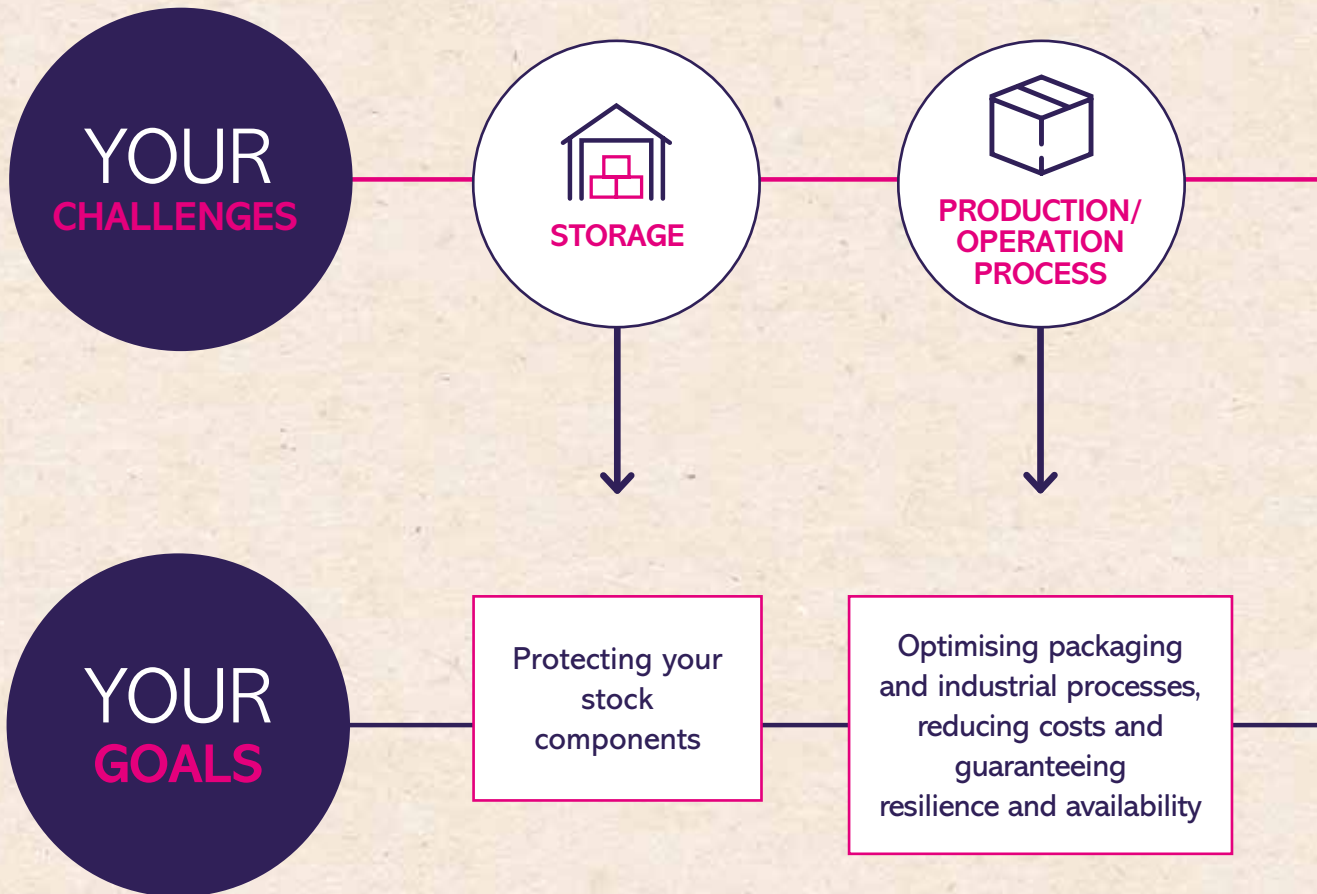 YOUR
CHALLENGES
STORAGE
PRODUCTION/
OPERATION
PROCESS
YOUR
GOALS
Protecting your
stock
components
Optimising packaging
and industrial processes,
reducing costs and
guaranteeing
resilience and availability